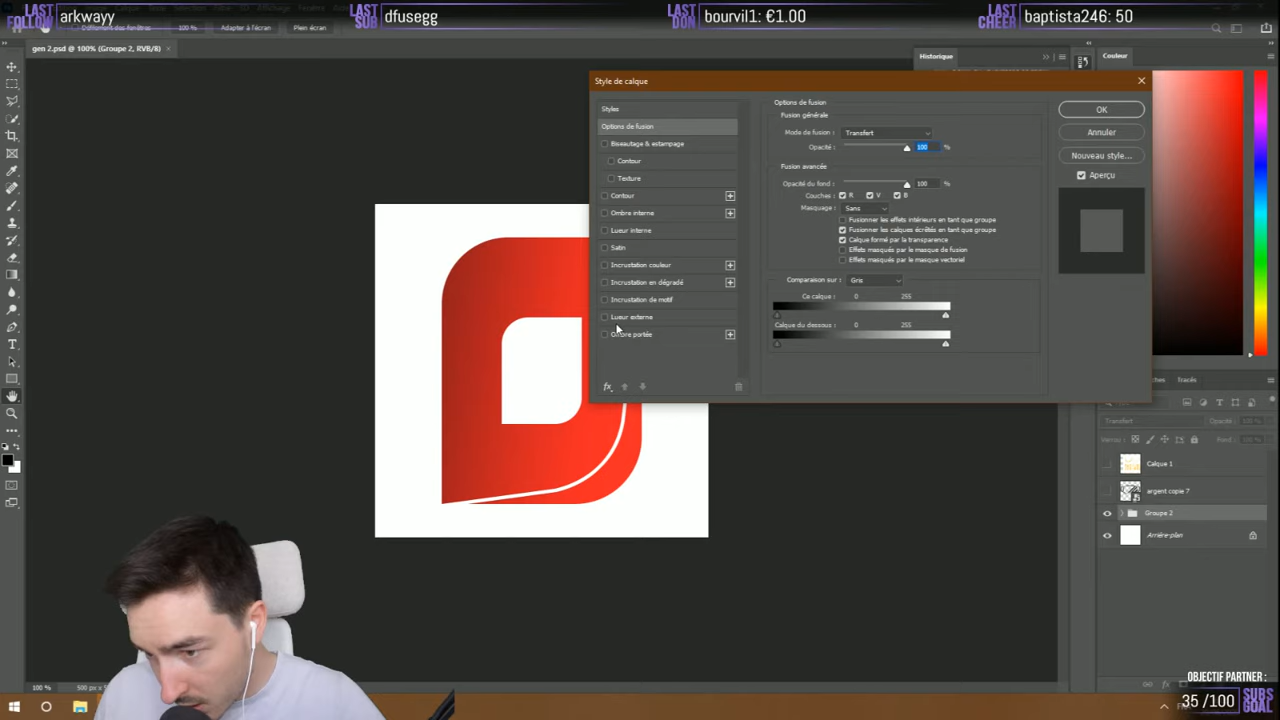 LAST FOLLOW arkwayy
LAST SUB dfusegg
LAST DON bourvil1: €1.00
LAST CHEER baptista246: 50
100 %
Adapter à l'écran
Plein écran
gen 2.psd @ 100% (Groupe 2, RVB/8)
Historique
Couleur
Style de calque
Styles
Options de fusion
Biseautage & estampage
Contour
Texture
Contour
Ombre interne
Lueur interne
Satin
Incrustation couleur
Incrustation en dégradé
Incrustation de motif
Lueur externe
Ombre portée
fx
Options de fusion
Fusion générale
Mode de fusion : Transfert
Opacité : 100 %
Fusion avancée
Opacité du fond : 100 %
Couches : R V B
Masquage : Sans
Fusionner les effets intérieurs en tant que groupe
Fusionner les calques écrêtés en tant que groupe
Calque formé par la transparence
Effets masqués par le masque de fusion
Effets masqués par le masque vectoriel
Comparaison sur : Gris
Ce calque : 0 255
Calque du dessous : 0 255
OK
Annuler
Nouveau style...
Aperçu
Tracés
Transfert
Opacité : 100 %
Fond : 100 %
Calque 1
argent copie 7
Groupe 2
Arrière-plan
100 %
500 px
OBJECTIF PARTNER :
35 /100 SUBS GOAL